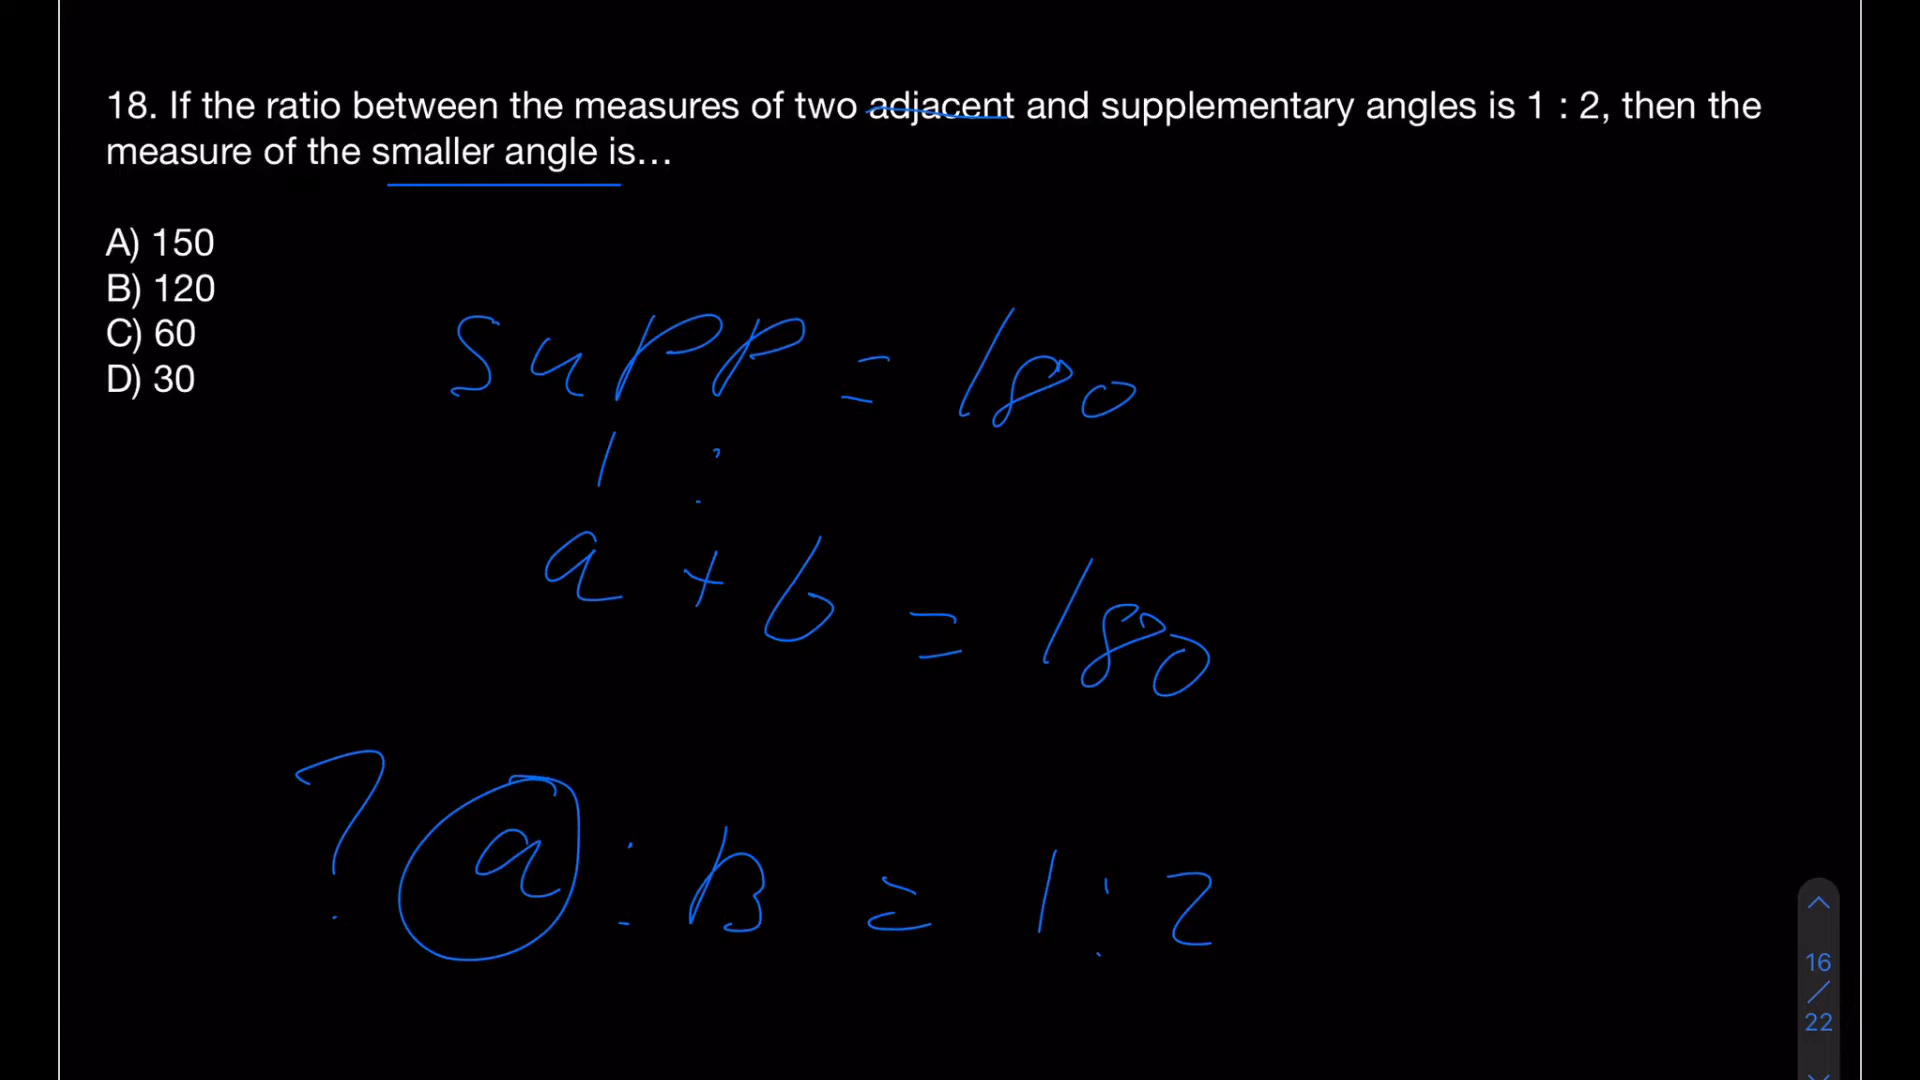 18. If the ratio between the measures of two adjacent and supplementary angles is 1 : 2, then the
measure of the smaller angle is...
A) 150
B) 120
C) 60
D) 30
supp = 180
1 :
a + b = 180
? a : B = 1 : 2
16
/
22